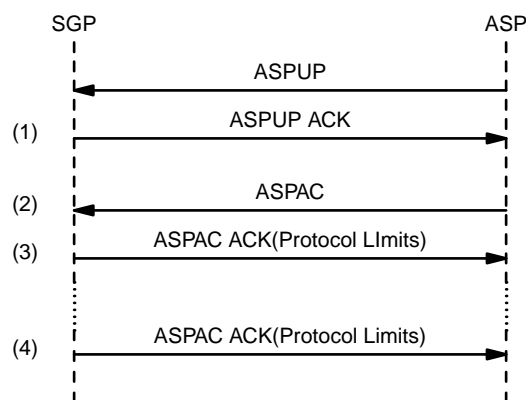 SGP ASP
ASPUP
(1) ASPUP ACK
(2) ASPAC
(3) ASPAC ACK(Protocol LImits)
(4) ASPAC ACK(Protocol Limits)